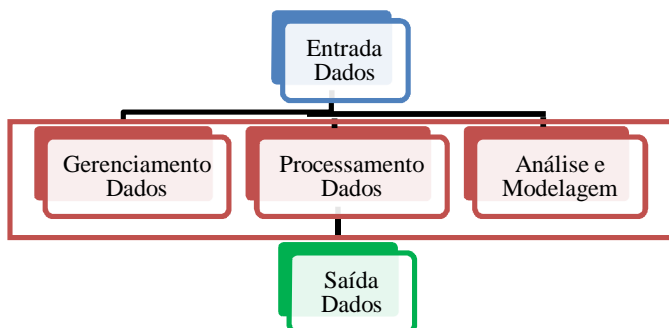 Entrada
Dados
Gerenciamento
Dados
Processamento
Dados
Análise e
Modelagem
Saída
Dados